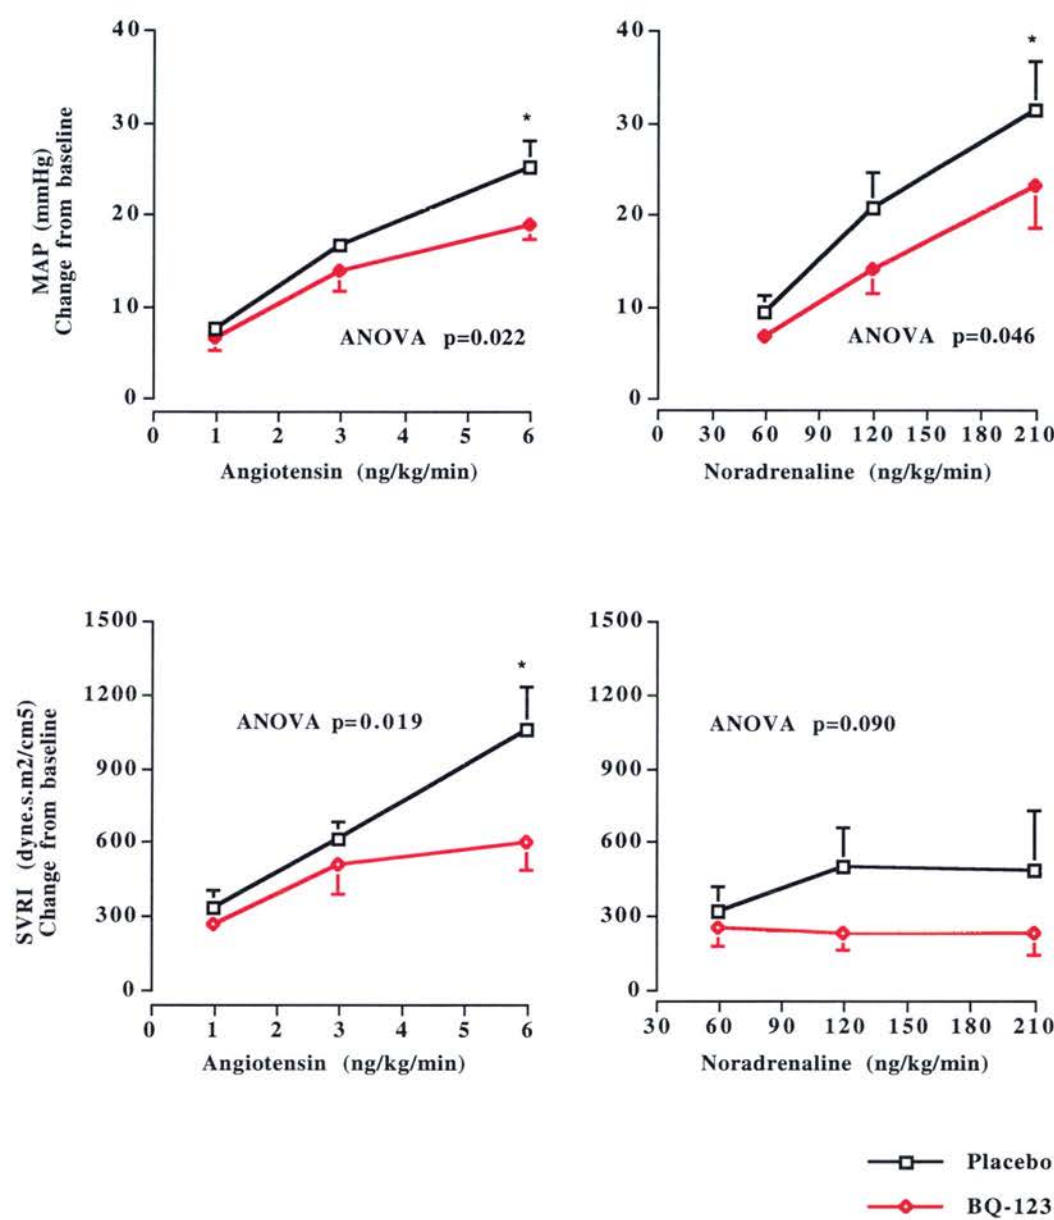 40
30
20
10
0
MAP (mmHg)
Change from baseline
*
ANOVA p=0.022
0 1 2 3 4 5 6
Angiotensin (ng/kg/min)
40
30
20
10
0
*
ANOVA p=0.046
0 30 60 90 120 150 180 210
Noradrenaline (ng/kg/min)
1500
1200
900
600
300
0
SVRI (dyne.s.m2/cm5)
Change from baseline
*
ANOVA p=0.019
0 1 2 3 4 5 6
Angiotensin (ng/kg/min)
1500
1200
900
600
300
0
ANOVA p=0.090
30 60 90 120 150 180 210
Noradrenaline (ng/kg/min)
Placebo
BQ-123